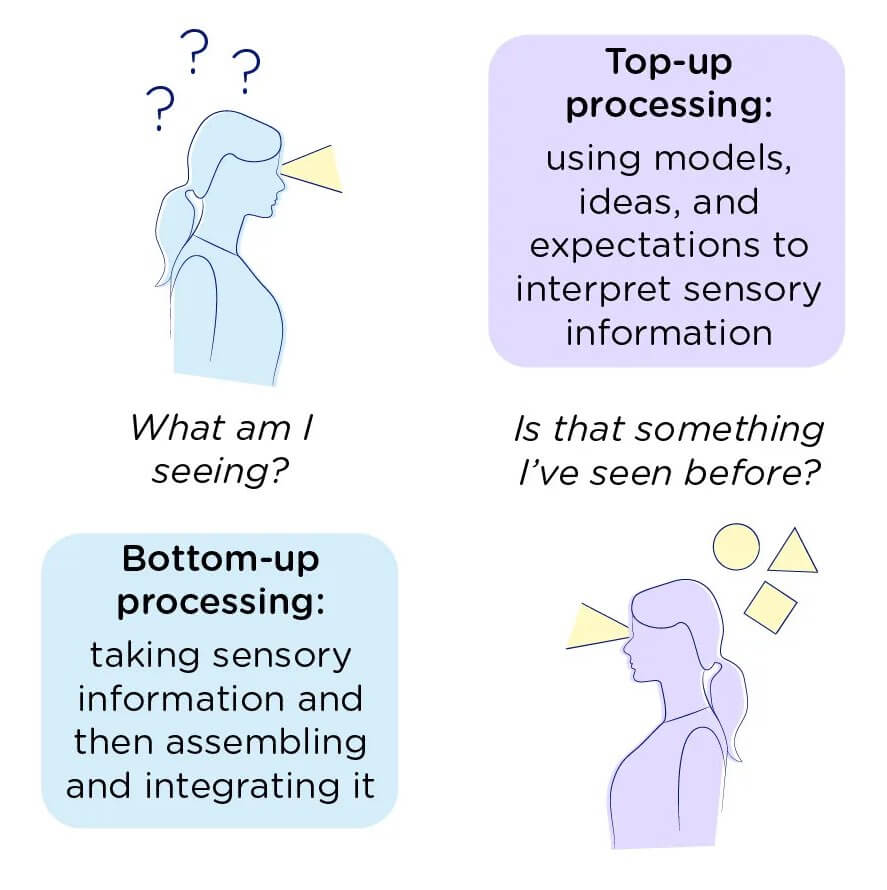 ?
?
?
Top-up
processing:
using models,
ideas, and
expectations to
interpret sensory
information
What am I
seeing?
Is that something
I’ve seen before?
Bottom-up
processing:
taking sensory
information and
then assembling
and integrating it